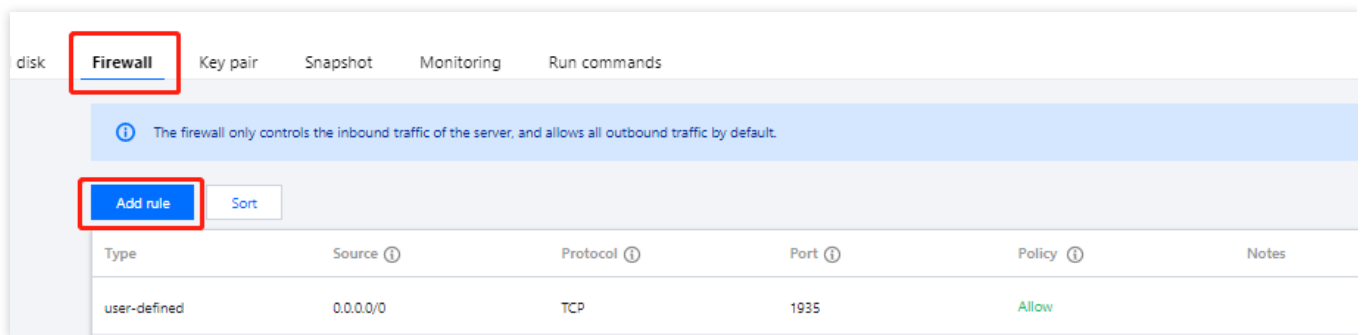 disk Firewall Key pair Snapshot Monitoring Run commands
The firewall only controls the inbound traffic of the server, and allows all outbound traffic by default.
Add rule Sort
Type Source Protocol Port Policy Notes
user-defined 0.0.0.0/0 TCP 1935 Allow